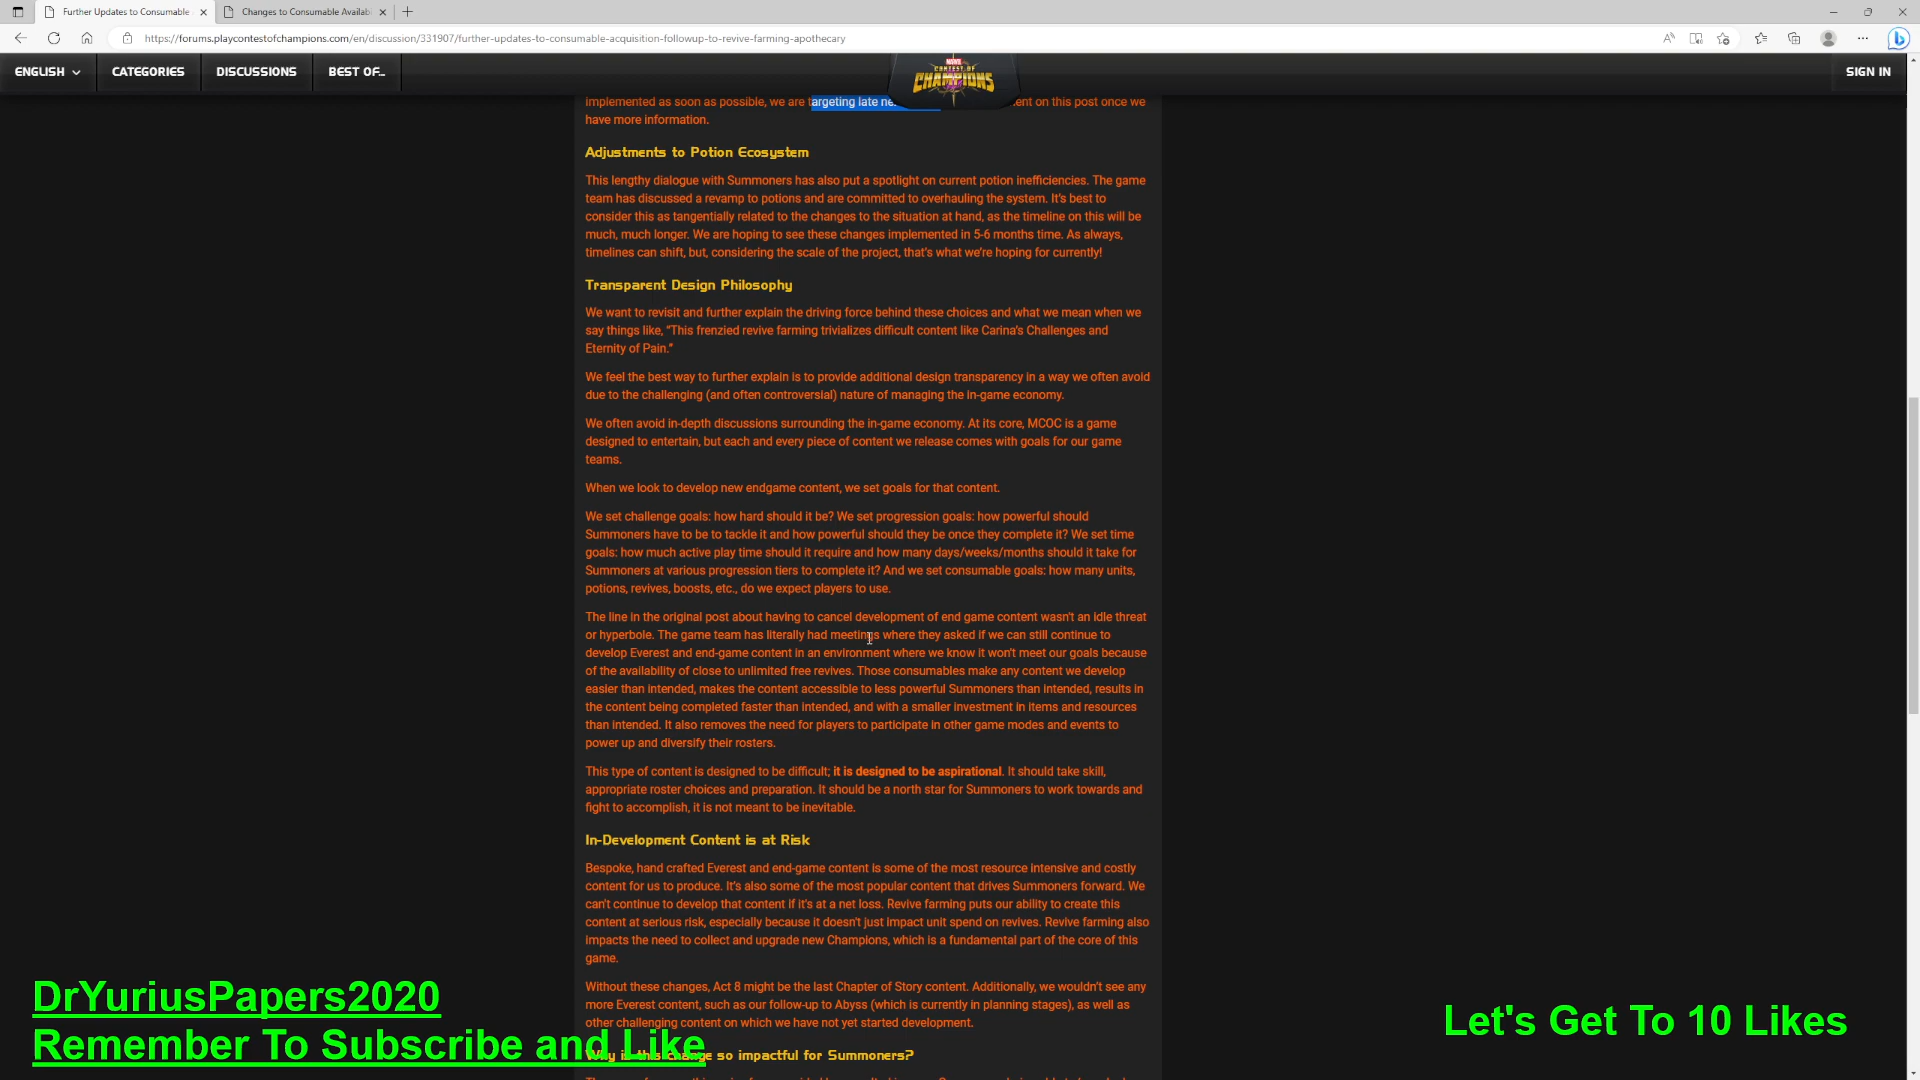 Further Updates to Consumable
Changes to Consumable Availab
https://forums.playcontestofchampions.com/en/discussion/331907/further-updates-to-consumable-acquisition-followup-to-revive-farming-apothecary
ENGLISH
CATEGORIES
DISCUSSIONS
BEST OF...
MARVEL
CONTEST OF
CHAMPIONS
SIGN IN
implemented as soon as possible, we are targeting late ne ent on this post once we
have more information.
Adjustments to Potion Ecosystem
This lengthy dialogue with Summoners has also put a spotlight on current potion inefficiencies. The game
team has discussed a revamp to potions and are committed to overhauling the system. It's best to
consider this as tangentially related to the changes to the situation at hand, as the timeline on this will be
much, much longer. We are hoping to see these changes implemented in 5-6 months time. As always,
timelines can shift, but, considering the scale of the project, that's what we're hoping for currently!
Transparent Design Philosophy
We want to revisit and further explain the driving force behind these choices and what we mean when we
say things like, "This frenzied revive farming trivializes difficult content like Carina's Challenges and
Eternity of Pain."
We feel the best way to further explain is to provide additional design transparency in a way we often avoid
due to the challenging (and often controversial) nature of managing the in-game economy.
We often avoid in-depth discussions surrounding the in-game economy. At its core, MCOC is a game
designed to entertain, but each and every piece of content we release comes with goals for our game
teams.
When we look to develop new endgame content, we set goals for that content.
We set challenge goals: how hard should it be? We set progression goals: how powerful should
Summoners have to be to tackle it and how powerful should they be once they complete it? We set time
goals: how much active play time should it require and how many days/weeks/months should it take for
Summoners at various progression tiers to complete it? And we set consumable goals: how many units,
potions, revives, boosts, etc., do we expect players to use.
The line in the original post about having to cancel development of end game content wasn't an idle threat
or hyperbole. The game team has literally had meetings where they asked if we can still continue to
develop Everest and end-game content in an environment where we know it won't meet our goals because
of the availability of close to unlimited free revives. Those consumables make any content we develop
easier than intended, makes the content accessible to less powerful Summoners than intended, results in
the content being completed faster than intended, and with a smaller investment in items and resources
than intended. It also removes the need for players to participate in other game modes and events to
power up and diversify their rosters.
This type of content is designed to be difficult; it is designed to be aspirational. It should take skill,
appropriate roster choices and preparation. It should be a north star for Summoners to work towards and
fight to accomplish, it is not meant to be inevitable.
In-Development Content is at Risk
Bespoke, hand crafted Everest and end-game content is some of the most resource intensive and costly
content for us to produce. It's also some of the most popular content that drives Summoners forward. We
can't continue to develop that content if it's at a net loss. Revive farming puts our ability to create this
content at serious risk, especially because it doesn't just impact unit spend on revives. Revive farming also
impacts the need to collect and upgrade new Champions, which is a fundamental part of the core of this
game.
Without these changes, Act 8 might be the last Chapter of Story content. Additionally, we wouldn't see any
more Everest content, such as our follow-up to Abyss (which is currently in planning stages), as well as
other challenging content on which we have not yet started development.
Why is this change so impactful for Summoners?
DrYuriusPapers2020
Remember To Subscribe and Like
Let's Get To 10 Likes